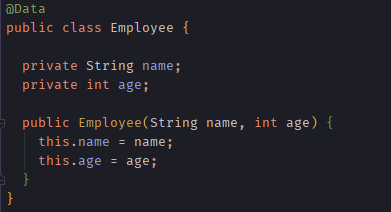 @Data
public class Employee {
private String name;
private int age;
public Employee(String name, int age) {
this.name = name;
this.age = age;
}
}